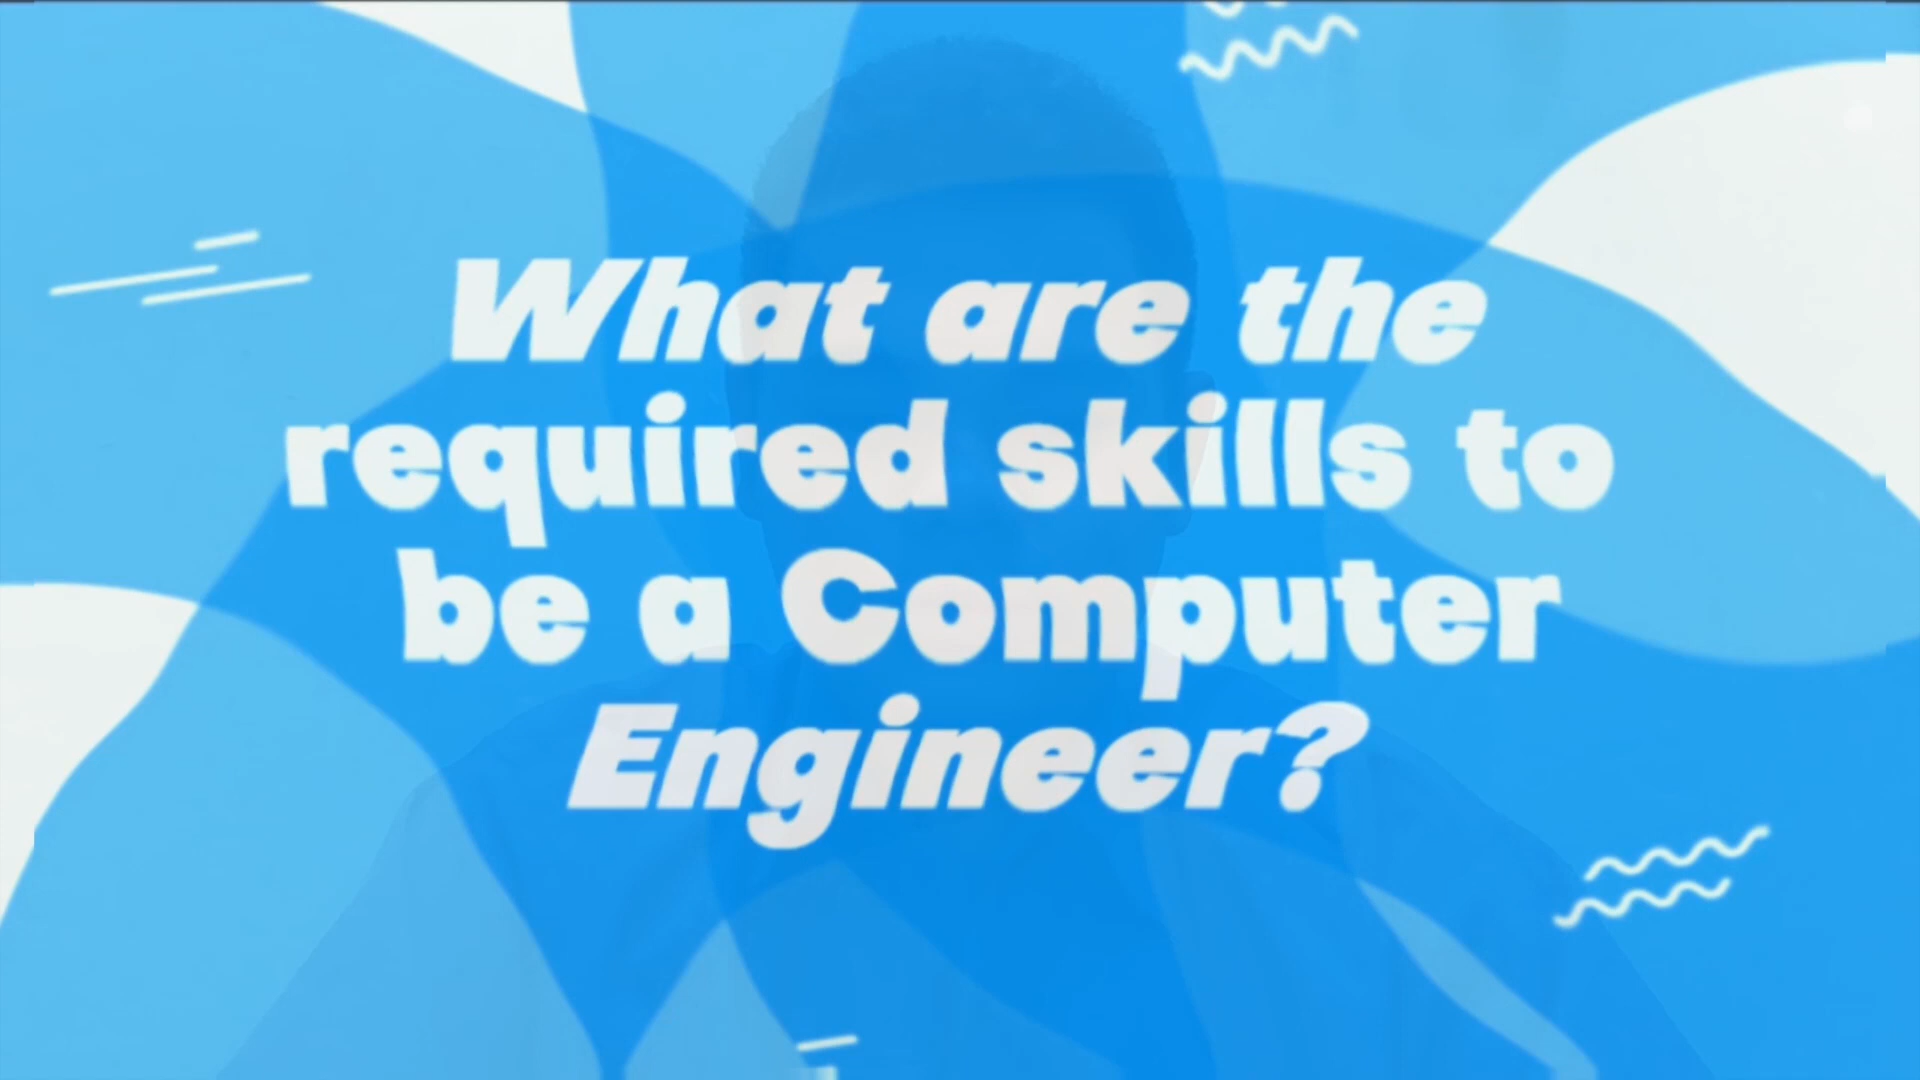 What are the
required skills to
be a Computer
Engineer?